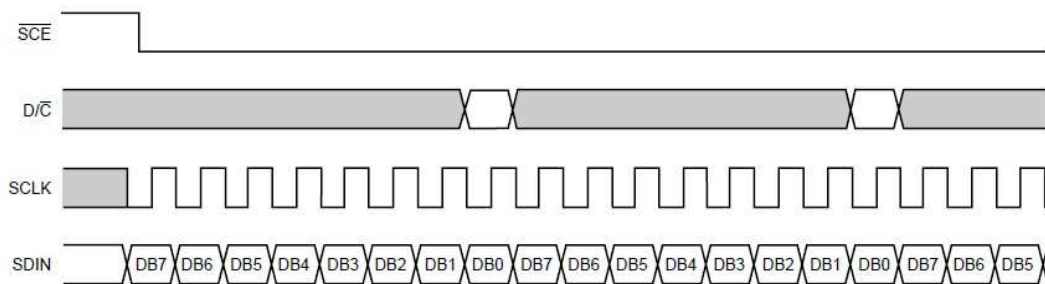 S̅C̅E̅
D/C̅
SCLK
SDIN DB7 DB6 DB5 DB4 DB3 DB2 DB1 DB0 DB7 DB6 DB5 DB4 DB3 DB2 DB1 DB0 DB7 DB6 DB5